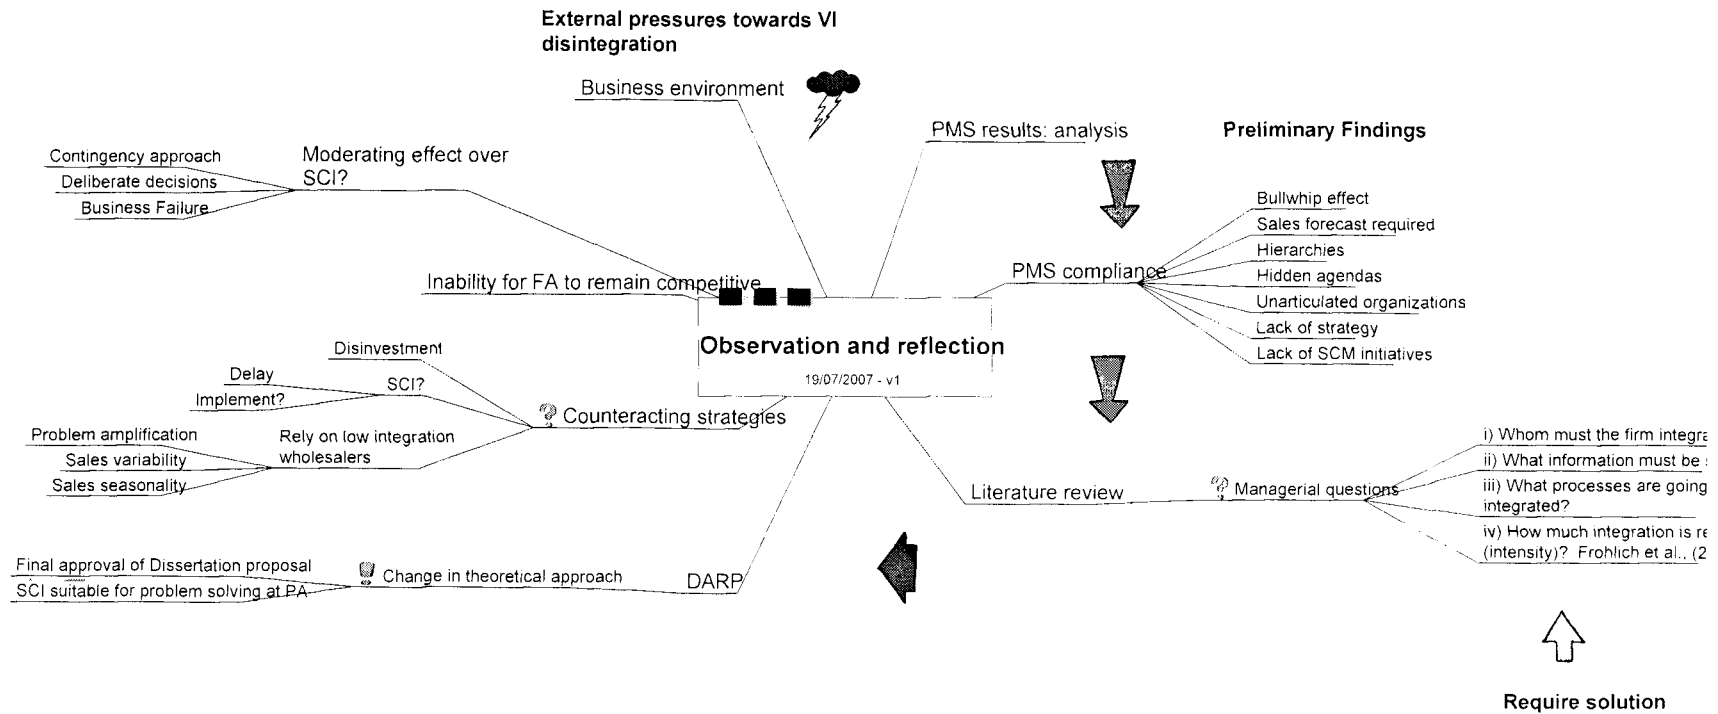 External pressures towards VI
disintegration
Business environment
PMS results: analysis
Preliminary Findings
Moderating effect over
SCI?
Contingency approach
Deliberate decisions
Business Failure
Bullwhip effect
Sales forecast required
Hierarchies
PMS compliance
Hidden agendas
Unarticulated organizations
Lack of strategy
Lack of SCM initiatives
Inability for FA to remain competitive
Observation and reflection
19/07/2007 - v1
Disinvestment
Delay
SCI?
Implement?
Counteracting strategies
Problem amplification
Rely on low integration
wholesalers
Sales variability
Sales seasonality
Literature review
Managerial questions
i) Whom must the firm
ii) What information must be
iii) What processes are going
integrated?
iv) How much integration is
(intensity)? Frohlich et al.,
Final approval of Dissertation proposal
Change in theoretical approach
DARP
SCI suitable for problem solving at PA
Require solution